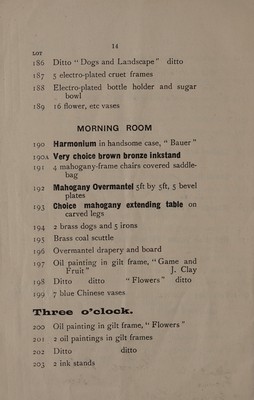 14
LOT
186 Ditto " Dogs and Landscape " ditto
187 5 electro-plated cruet frames
188 Electro-plated bottle holder and sugar
bowl
189 16 flower, etc vases
MORNING ROOM
190 Harmonium in handsome case, " Bauer "
190A Very choice brown bronze inkstand
191 4 mahogany-frame chairs covered saddle-
bag
192 Mahogany Overmantel 5ft by 5ft, 5 bevel
plates
193 Choice mahogany extending table on
carved legs
194 2 brass dogs and 5 irons
195 Brass coal scuttle
196 Overmantel drapery and board
197 Oil painting in gilt frame, " Game and
Fruit " J. Clay
198 Ditto ditto " Flowers " ditto
199 7 blue Chinese vases
Three o'clock.
200 Oil painting in gilt frame, " Flowers "
201 2 oil paintings in gilt frames
202 Ditto ditto
203 2 ink stands